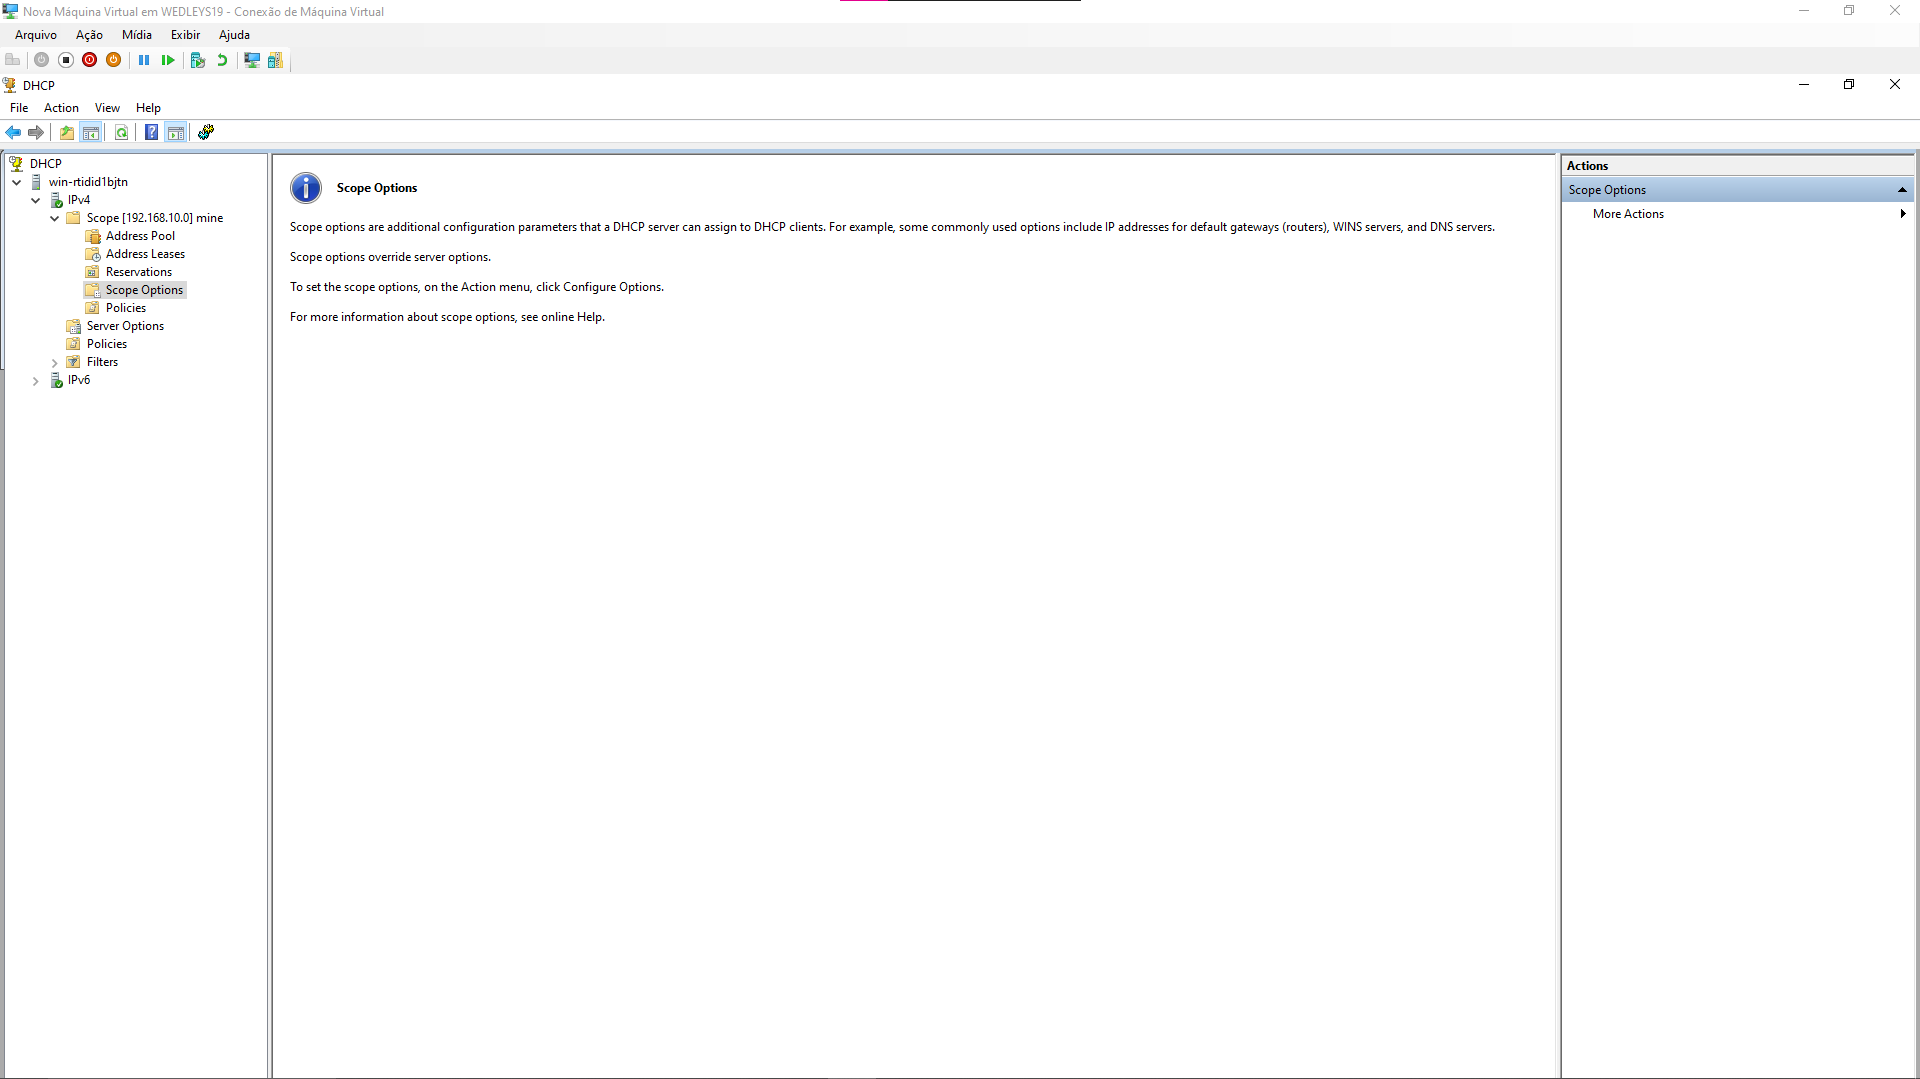 Nova Máquina Virtual em WEDLEYS19 - Conexão de Máquina Virtual
Arquivo Ação Mídia Exibir Ajuda
DHCP
File Action View Help
DHCP
win-rtidid1bjtn
IPv4
Scope [192.168.10.0] mine
Address Pool
Address Leases
Reservations
Scope Options
Policies
Server Options
Policies
Filters
IPv6
Scope Options
Scope options are additional configuration parameters that a DHCP server can assign to DHCP clients. For example, some commonly used options include IP addresses for default gateways (routers), WINS servers, and DNS servers.
Scope options override server options.
To set the scope options, on the Action menu, click Configure Options.
For more information about scope options, see online Help.
Actions
Scope Options
More Actions